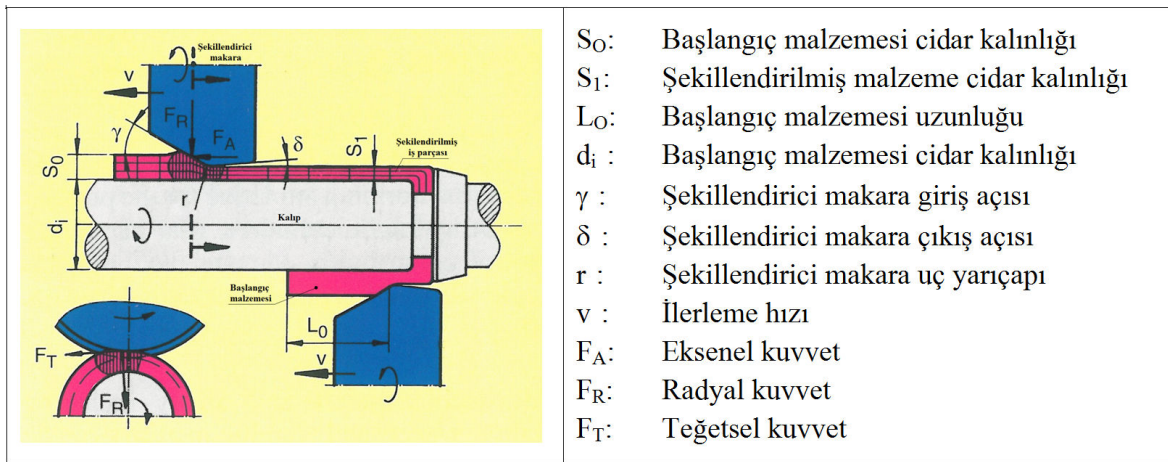 Şekillendirici
makara
v
F_R
γ
F_A
δ
S_1
S_0
Şekillendirilmiş
iş parçası
r
Kalıp
d_i
Başlangıç
malzemesi
L_0
F_T
v
F_R
S_O: Başlangıç malzemesi cidar kalınlığı
S_1: Şekillendirilmiş malzeme cidar kalınlığı
L_O: Başlangıç malzemesi uzunluğu
d_i : Başlangıç malzemesi cidar kalınlığı
γ : Şekillendirici makara giriş açısı
δ : Şekillendirici makara çıkış açısı
r : Şekillendirici makara uç yarıçapı
v : İlerleme hızı
F_A: Eksenel kuvvet
F_R: Radyal kuvvet
F_T: Teğetsel kuvvet